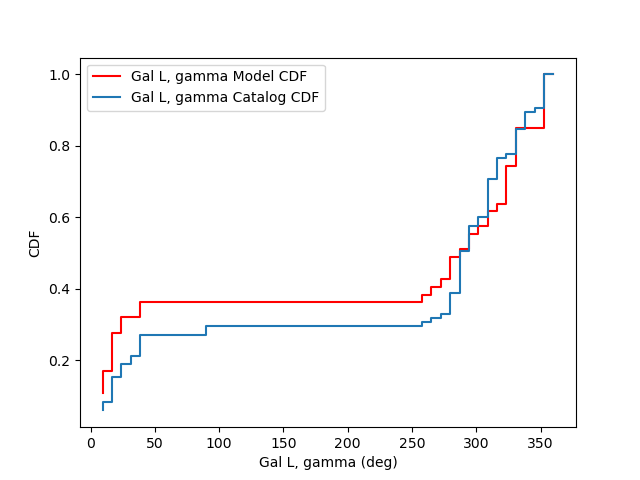 Gal L, gamma Model CDF
Gal L, gamma Catalog CDF
1.0
0.8
0.6
0.4
0.2
CDF
0 50 100 150 200 250 300 350
Gal L, gamma (deg)